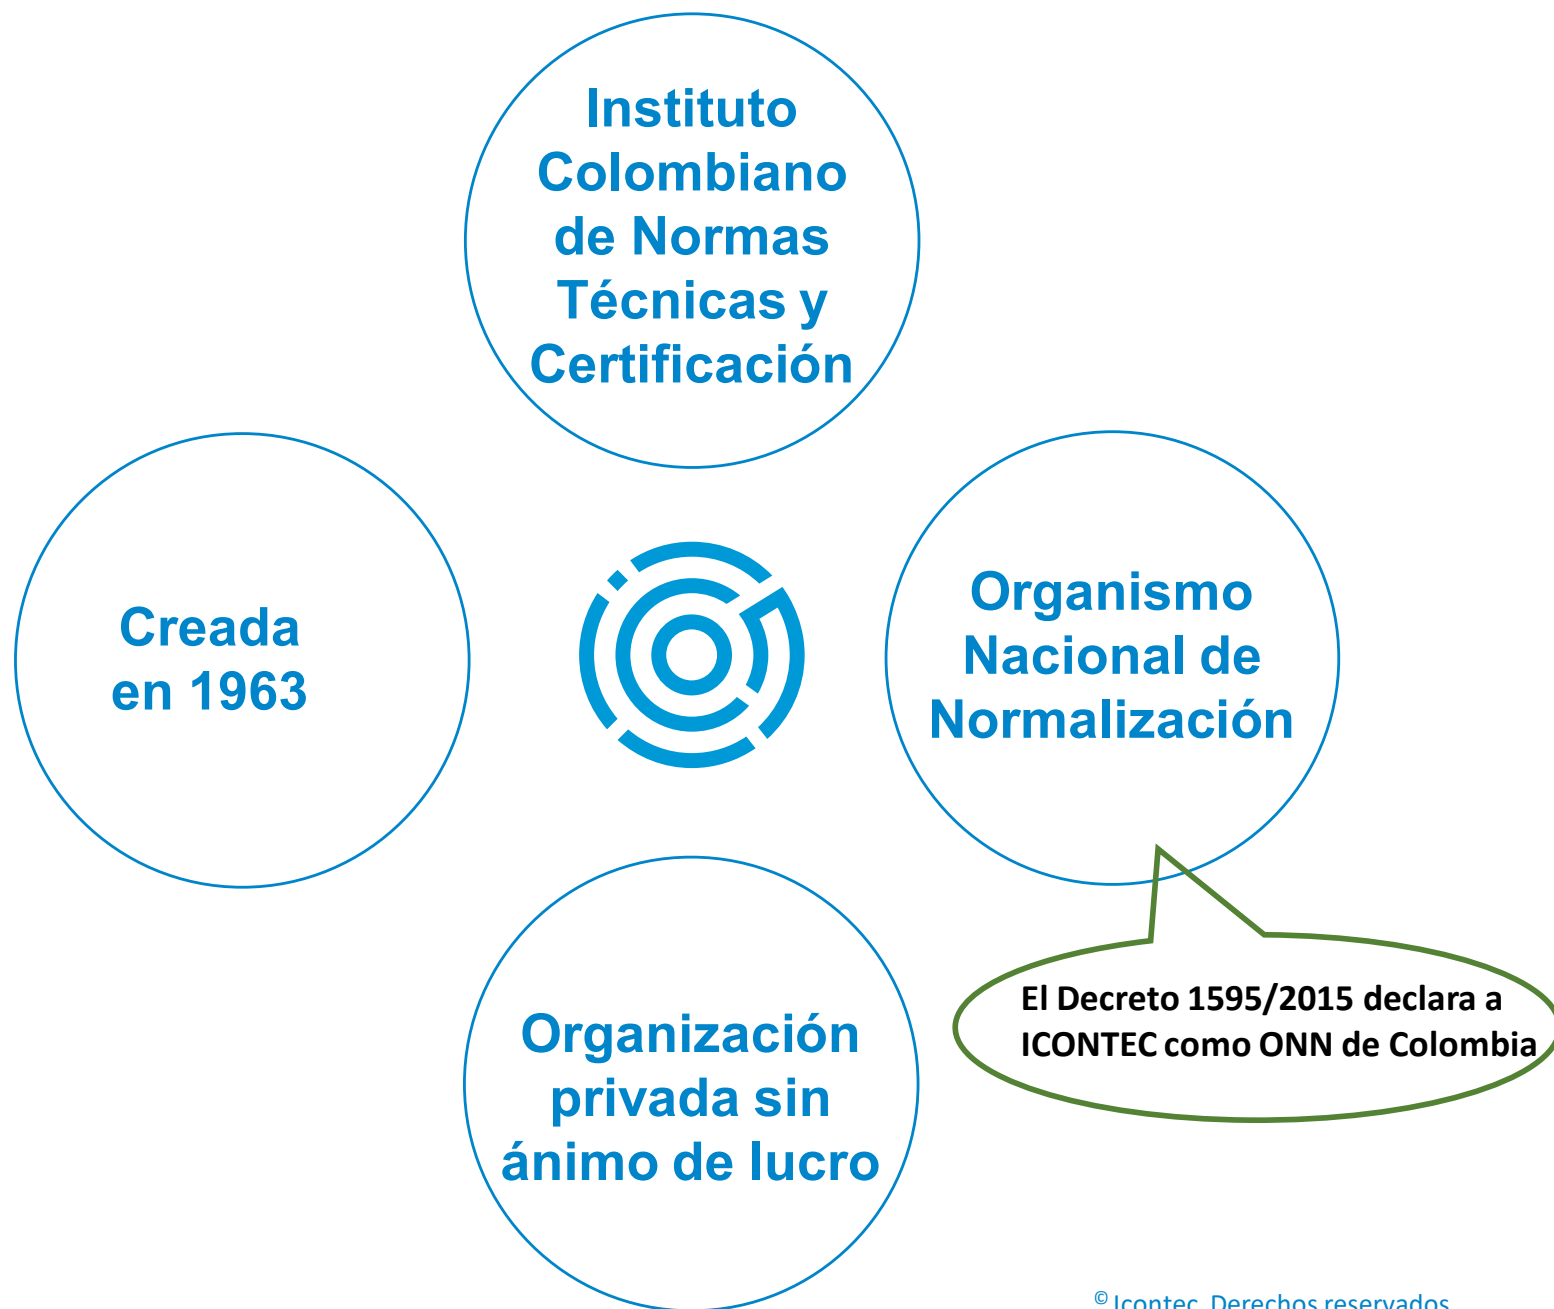 Instituto
Colombiano
de Normas
Técnicas y
Certificación
Creada
en 1963
Organismo
Nacional de
Normalización
El Decreto 1595/2015 declara a
ICONTEC como ONN de Colombia
Organización
privada sin
ánimo de lucro
© Icontec. Derechos reservados